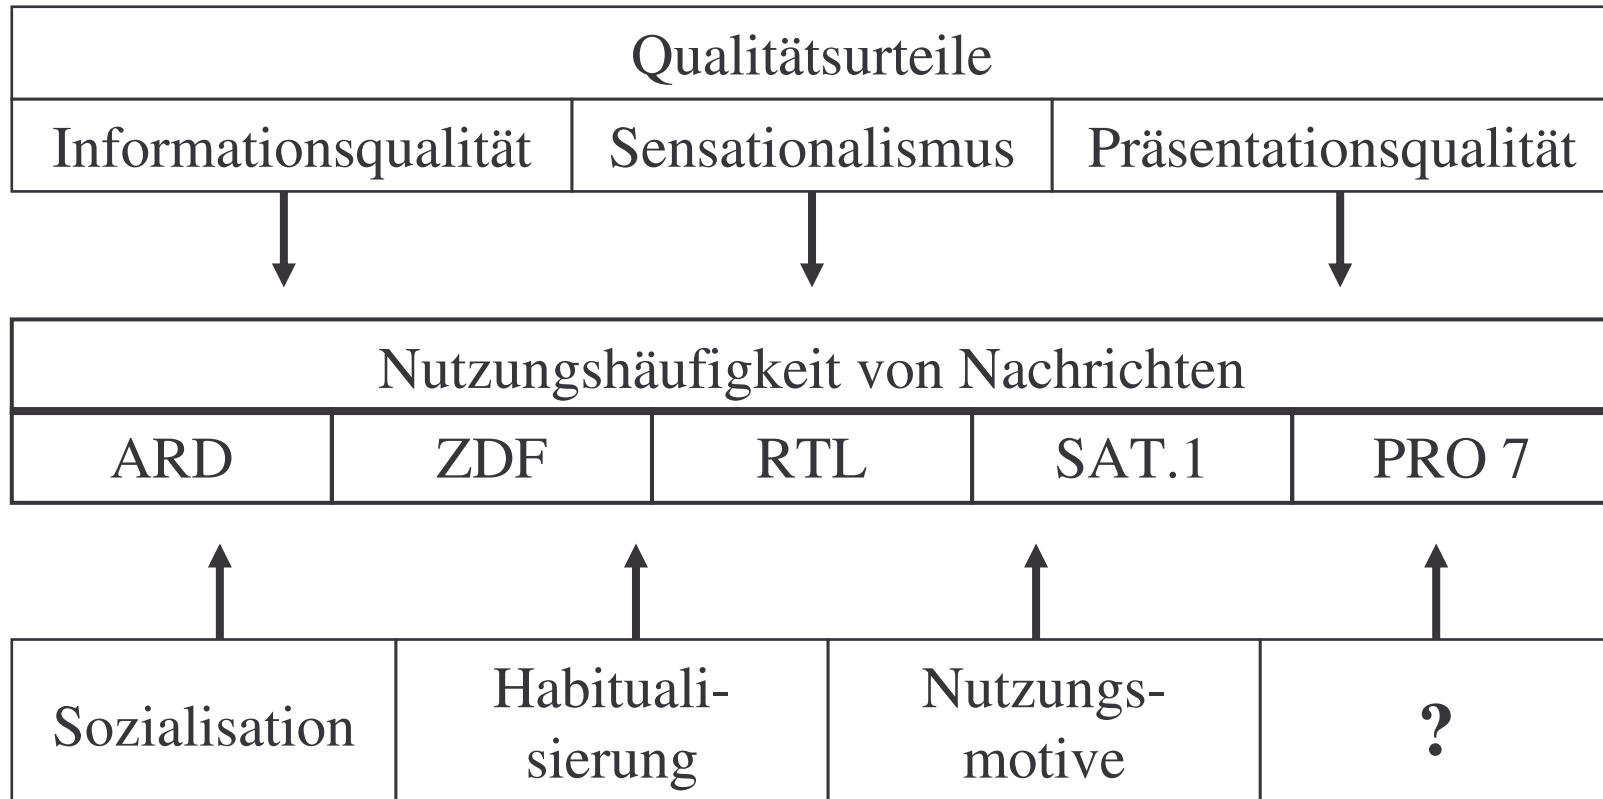 Qualitätsurteile
Informationsqualität
Sensationalismus
Präsentationsqualität
Nutzungshäufigkeit von Nachrichten
ARD
ZDF
RTL
SAT.1
PRO 7
Sozialisation
Habituali-
sierung
Nutzungs-
motive
?